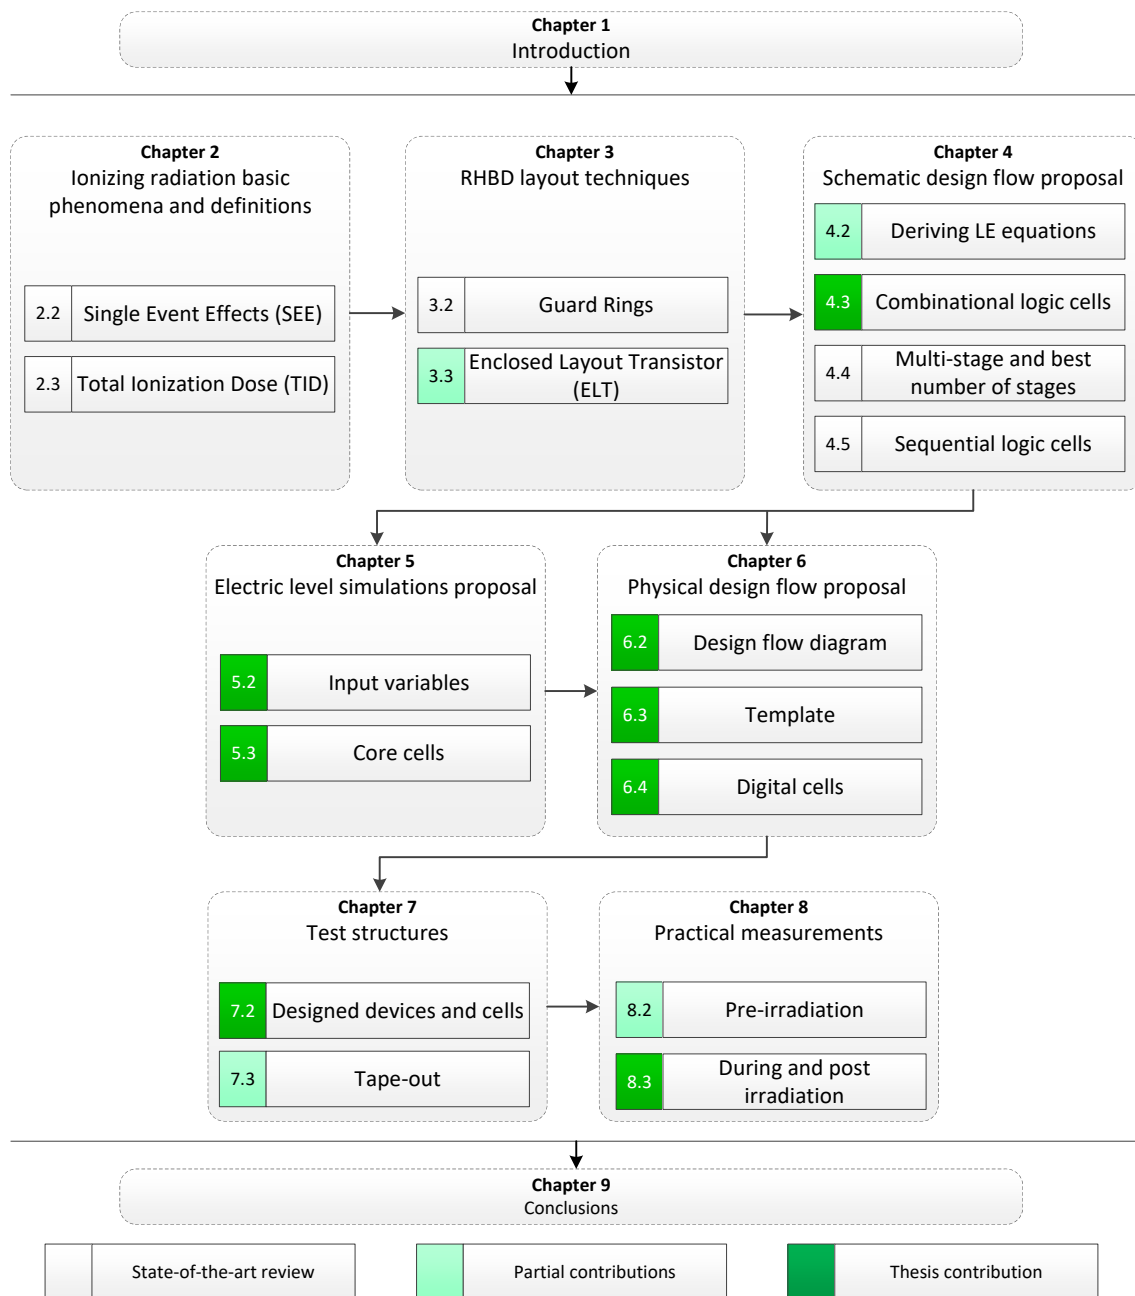 Chapter 1
Introduction
Chapter 2
Ionizing radiation basic
phenomena and definitions
2.2 Single Event Effects (SEE)
2.3 Total Ionization Dose (TID)
Chapter 3
RHBD layout techniques
3.2 Guard Rings
3.3 Enclosed Layout Transistor
(ELT)
Chapter 4
Schematic design flow proposal
4.2 Deriving LE equations
4.3 Combinational logic cells
4.4 Multi-stage and best
number of stages
4.5 Sequential logic cells
Chapter 5
Electric level simulations proposal
5.2 Input variables
5.3 Core cells
Chapter 6
Physical design flow proposal
6.2 Design flow diagram
6.3 Template
6.4 Digital cells
Chapter 7
Test structures
7.2 Designed devices and cells
7.3 Tape-out
Chapter 8
Practical measurements
8.2 Pre-irradiation
8.3 During and post
irradiation
Chapter 9
Conclusions
State-of-the-art review
Partial contributions
Thesis contribution